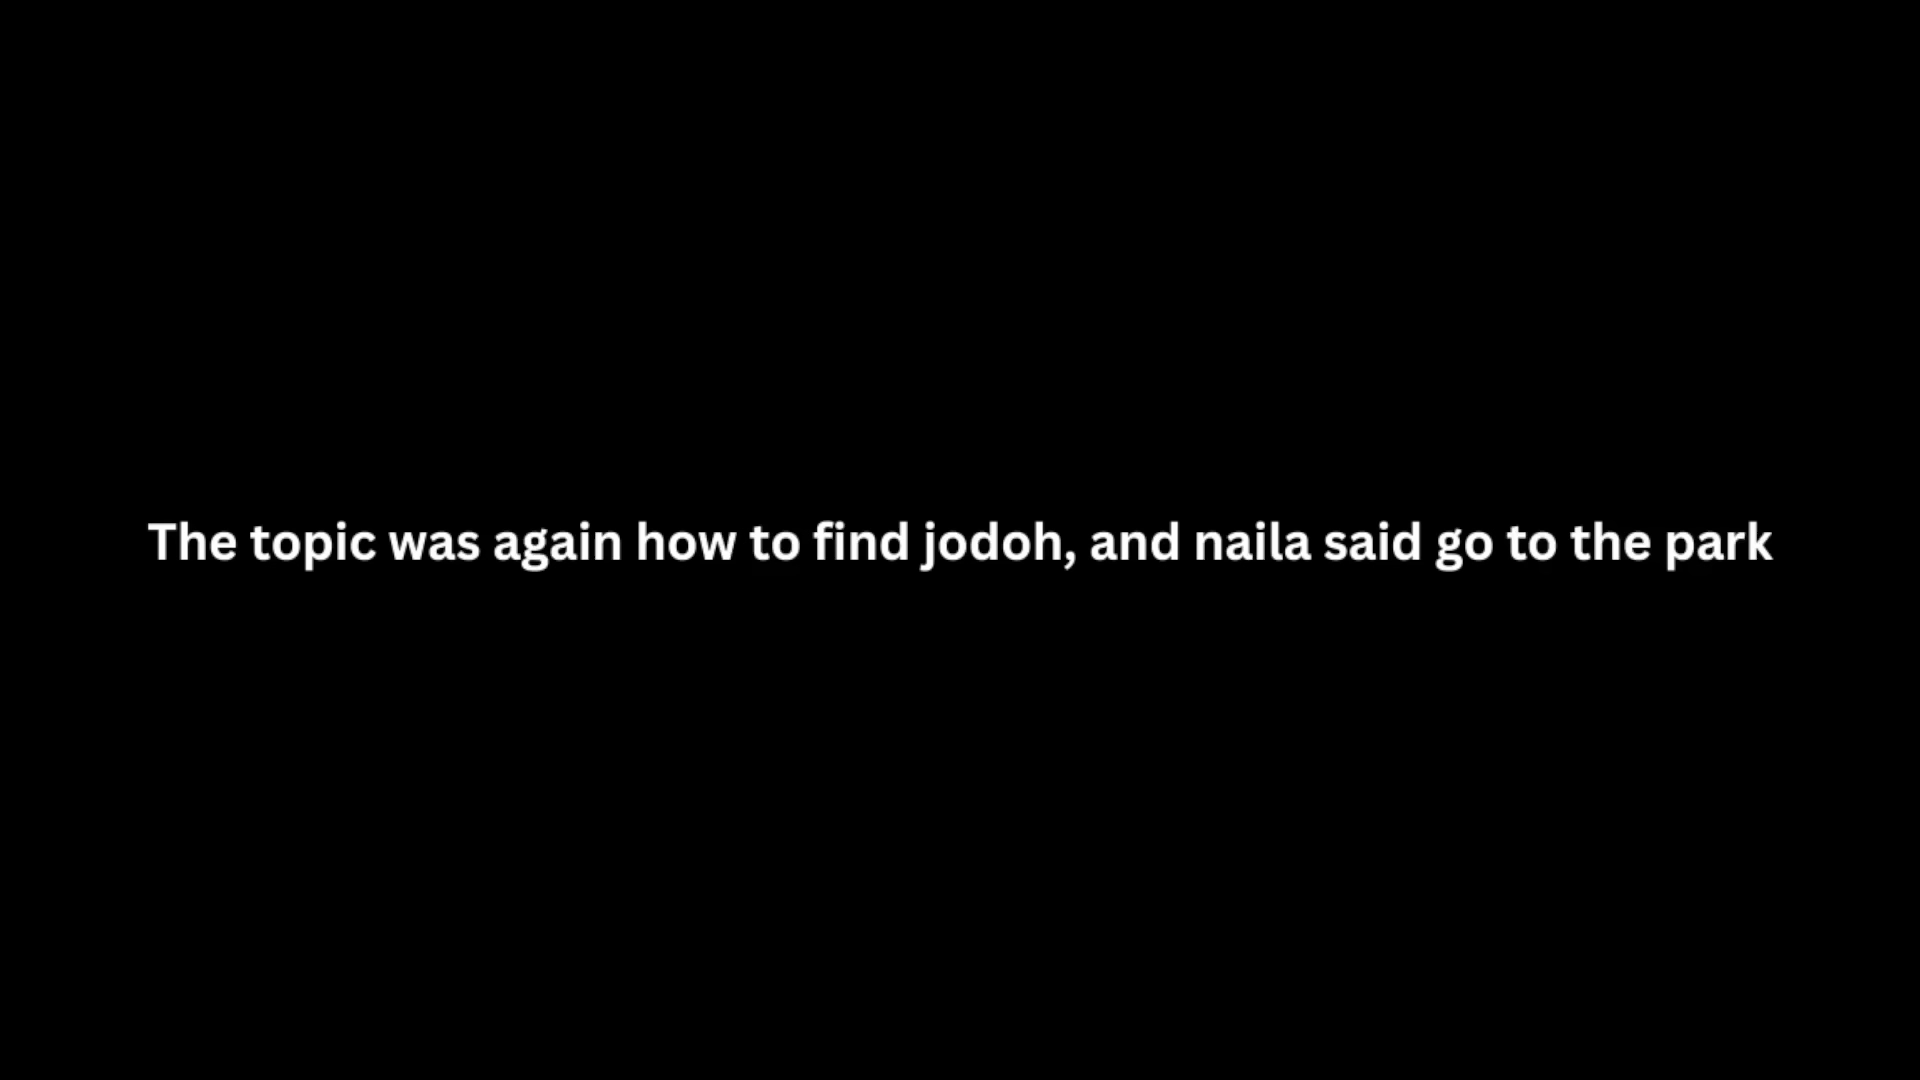 The topic was again how to find jodoh, and naila said go to the park